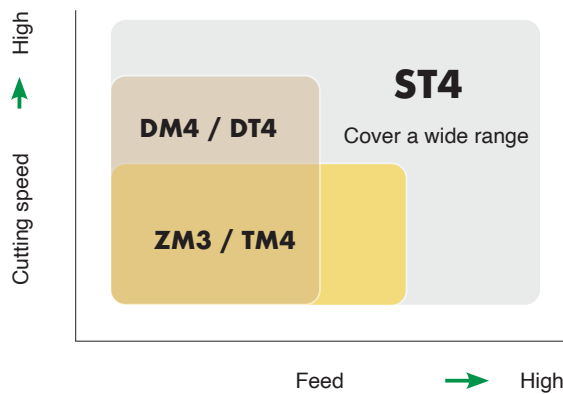 High
Cutting speed
ST4
Cover a wide range
DM4 / DT4
ZM3 / TM4
Feed
High